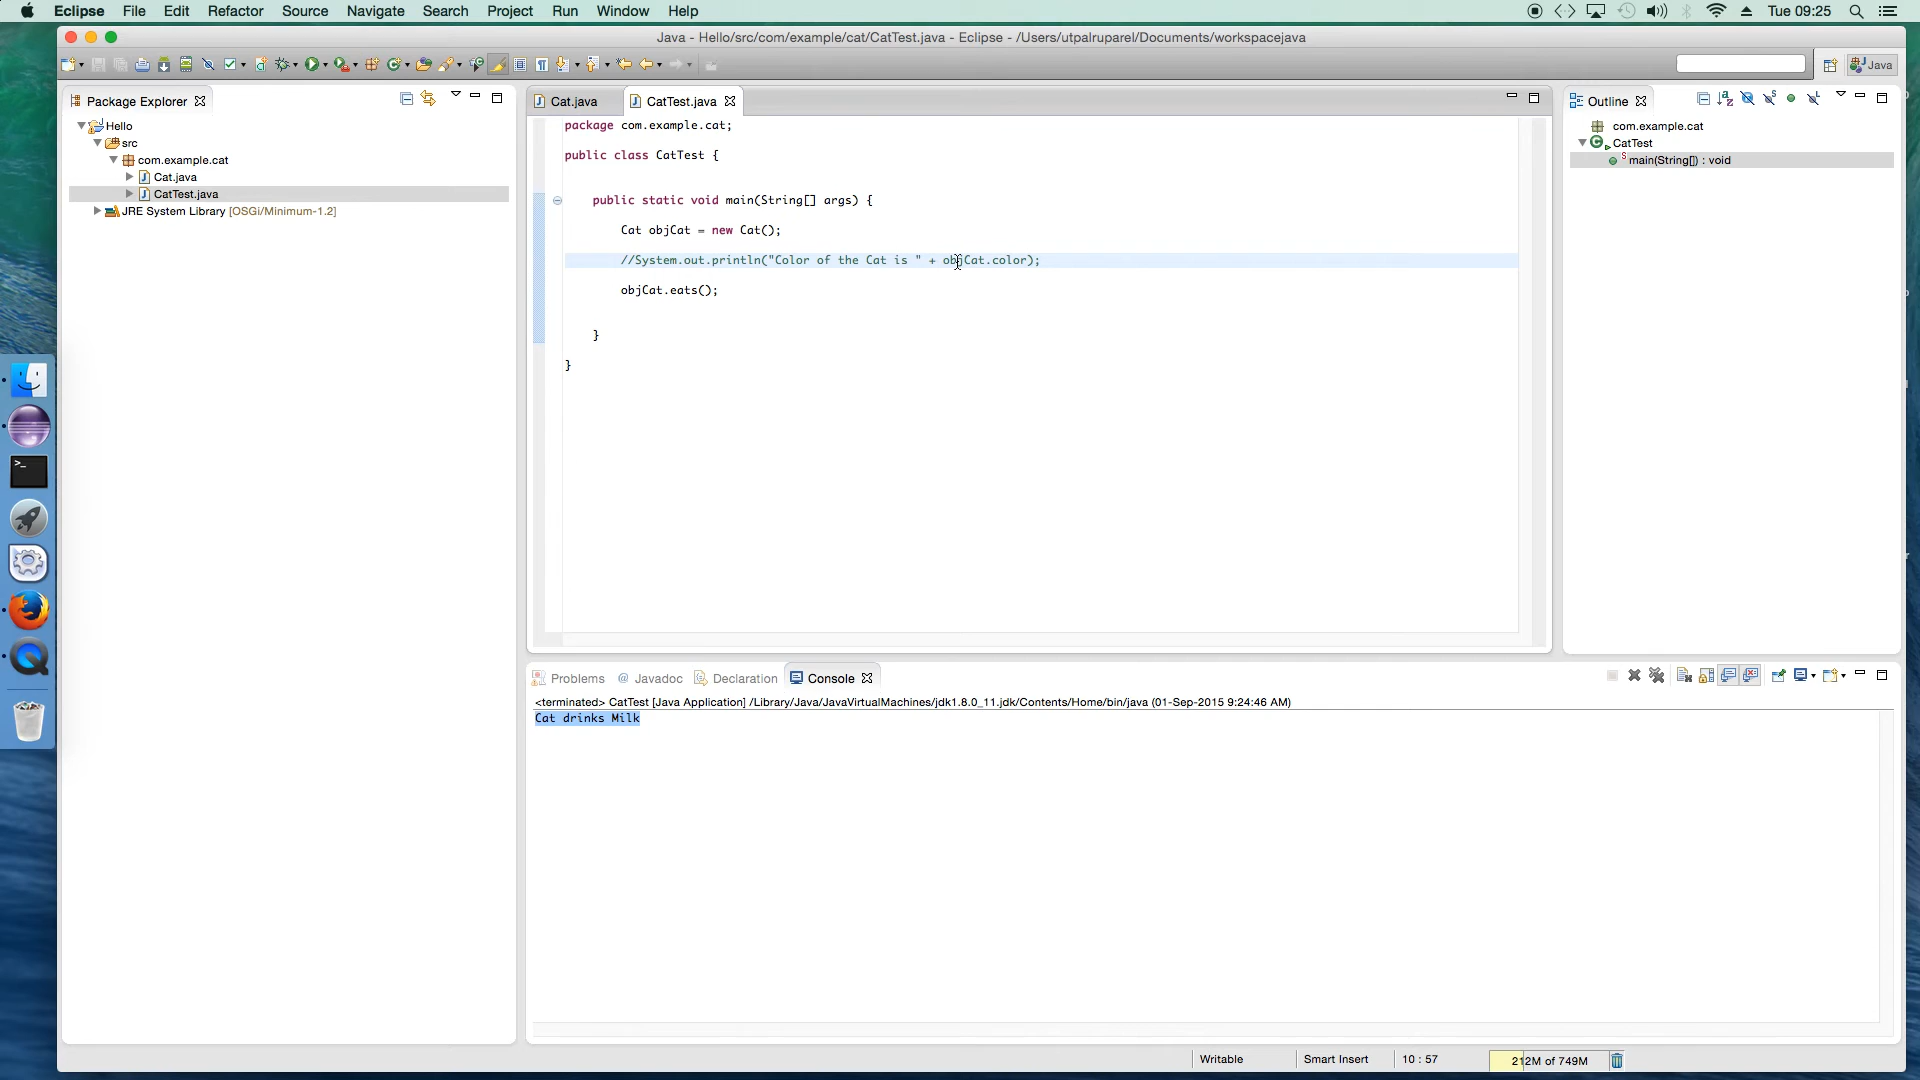 Eclipse File Edit Refactor Source Navigate Search Project Run Window Help Tue 09:25
Java - Hello/src/com/example/cat/CatTest.java - Eclipse - /Users/utpalruparel/Documents/workspacejava
Java
Package Explorer
Hello
src
com.example.cat
Cat.java
CatTest.java
JRE System Library [OSGi/Minimum-1.2]
Cat.java CatTest.java
package com.example.cat;
public class CatTest {
public static void main(String[] args) {
Cat objCat = new Cat();
//System.out.println("Color of the Cat is " + objCat.color);
objCat.eats();
}
}
Outline
com.example.cat
CatTest
main(String[]) : void
Problems @ Javadoc Declaration Console
<terminated> CatTest [Java Application] /Library/Java/JavaVirtualMachines/jdk1.8.0_11.jdk/Contents/Home/bin/java (01-Sep-2015 9:24:46 AM)
Cat drinks Milk
Writable Smart Insert 10 : 57 212M of 749M